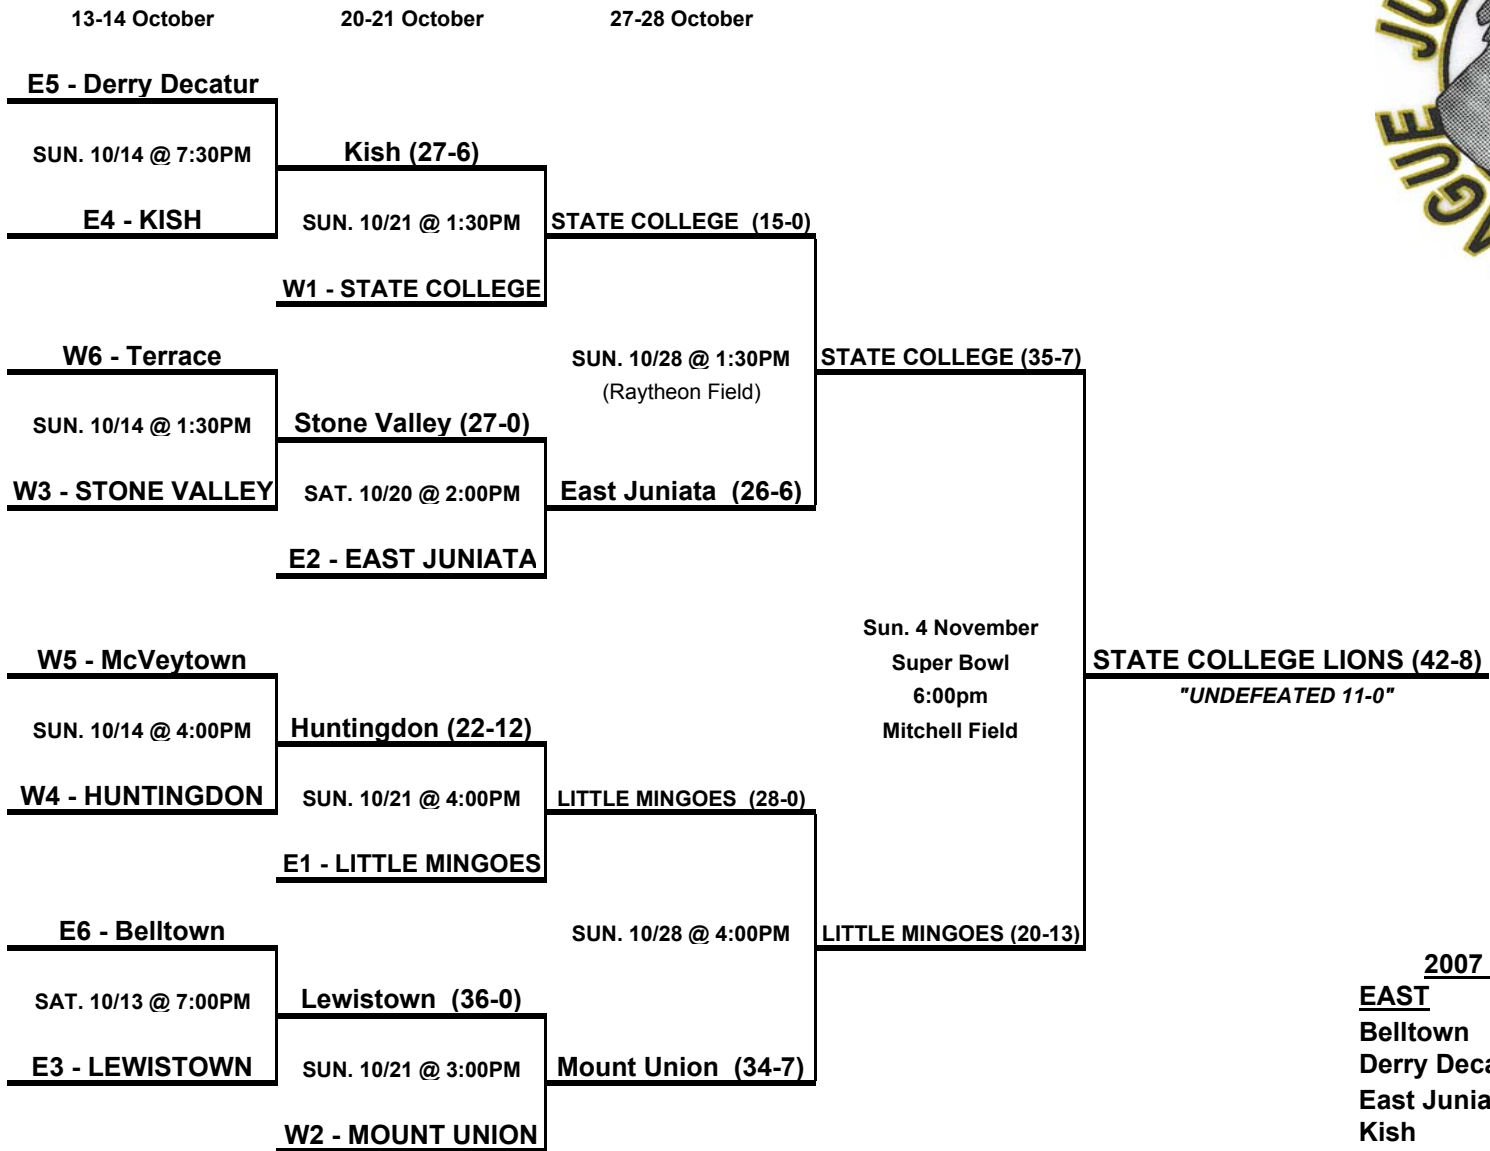 13-14 October 20-21 October 27-28 October
E5 - Derry Decatur
SUN. 10/14 @ 7:30PM Kish (27-6)
E4 - KISH SUN. 10/21 @ 1:30PM STATE COLLEGE (15-0)
W1 - STATE COLLEGE
W6 - Terrace SUN. 10/28 @ 1:30PM STATE COLLEGE (35-7)
(Raytheon Field)
SUN. 10/14 @ 1:30PM Stone Valley (27-0)
W3 - STONE VALLEY SAT. 10/20 @ 2:00PM East Juniata (26-6)
E2 - EAST JUNIATA
Sun. 4 November
W5 - McVeytown Super Bowl STATE COLLEGE LIONS (42-8)
6:00pm "UNDEFEATED 11-0"
SUN. 10/14 @ 4:00PM Huntingdon (22-12) Mitchell Field
W4 - HUNTINGDON SUN. 10/21 @ 4:00PM LITTLE MINGOES (28-0)
E1 - LITTLE MINGOES
E6 - Belltown SUN. 10/28 @ 4:00PM LITTLE MINGOES (20-13)
2007
EAST
SAT. 10/13 @ 7:00PM Lewistown (36-0)
Belltown
E3 - LEWISTOWN SUN. 10/21 @ 3:00PM Mount Union (34-7)
Derry
East
W2 - MOUNT UNION
Kish